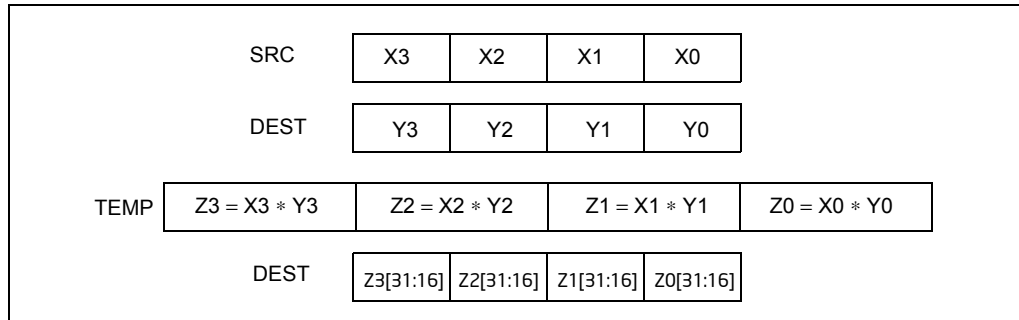 SRC X3 X2 X1 X0
DEST Y3 Y2 Y1 Y0
TEMP Z3 = X3 ∗ Y3 Z2 = X2 ∗ Y2 Z1 = X1 ∗ Y1 Z0 = X0 ∗ Y0
DEST Z3[31:16] Z2[31:16] Z1[31:16] Z0[31:16]